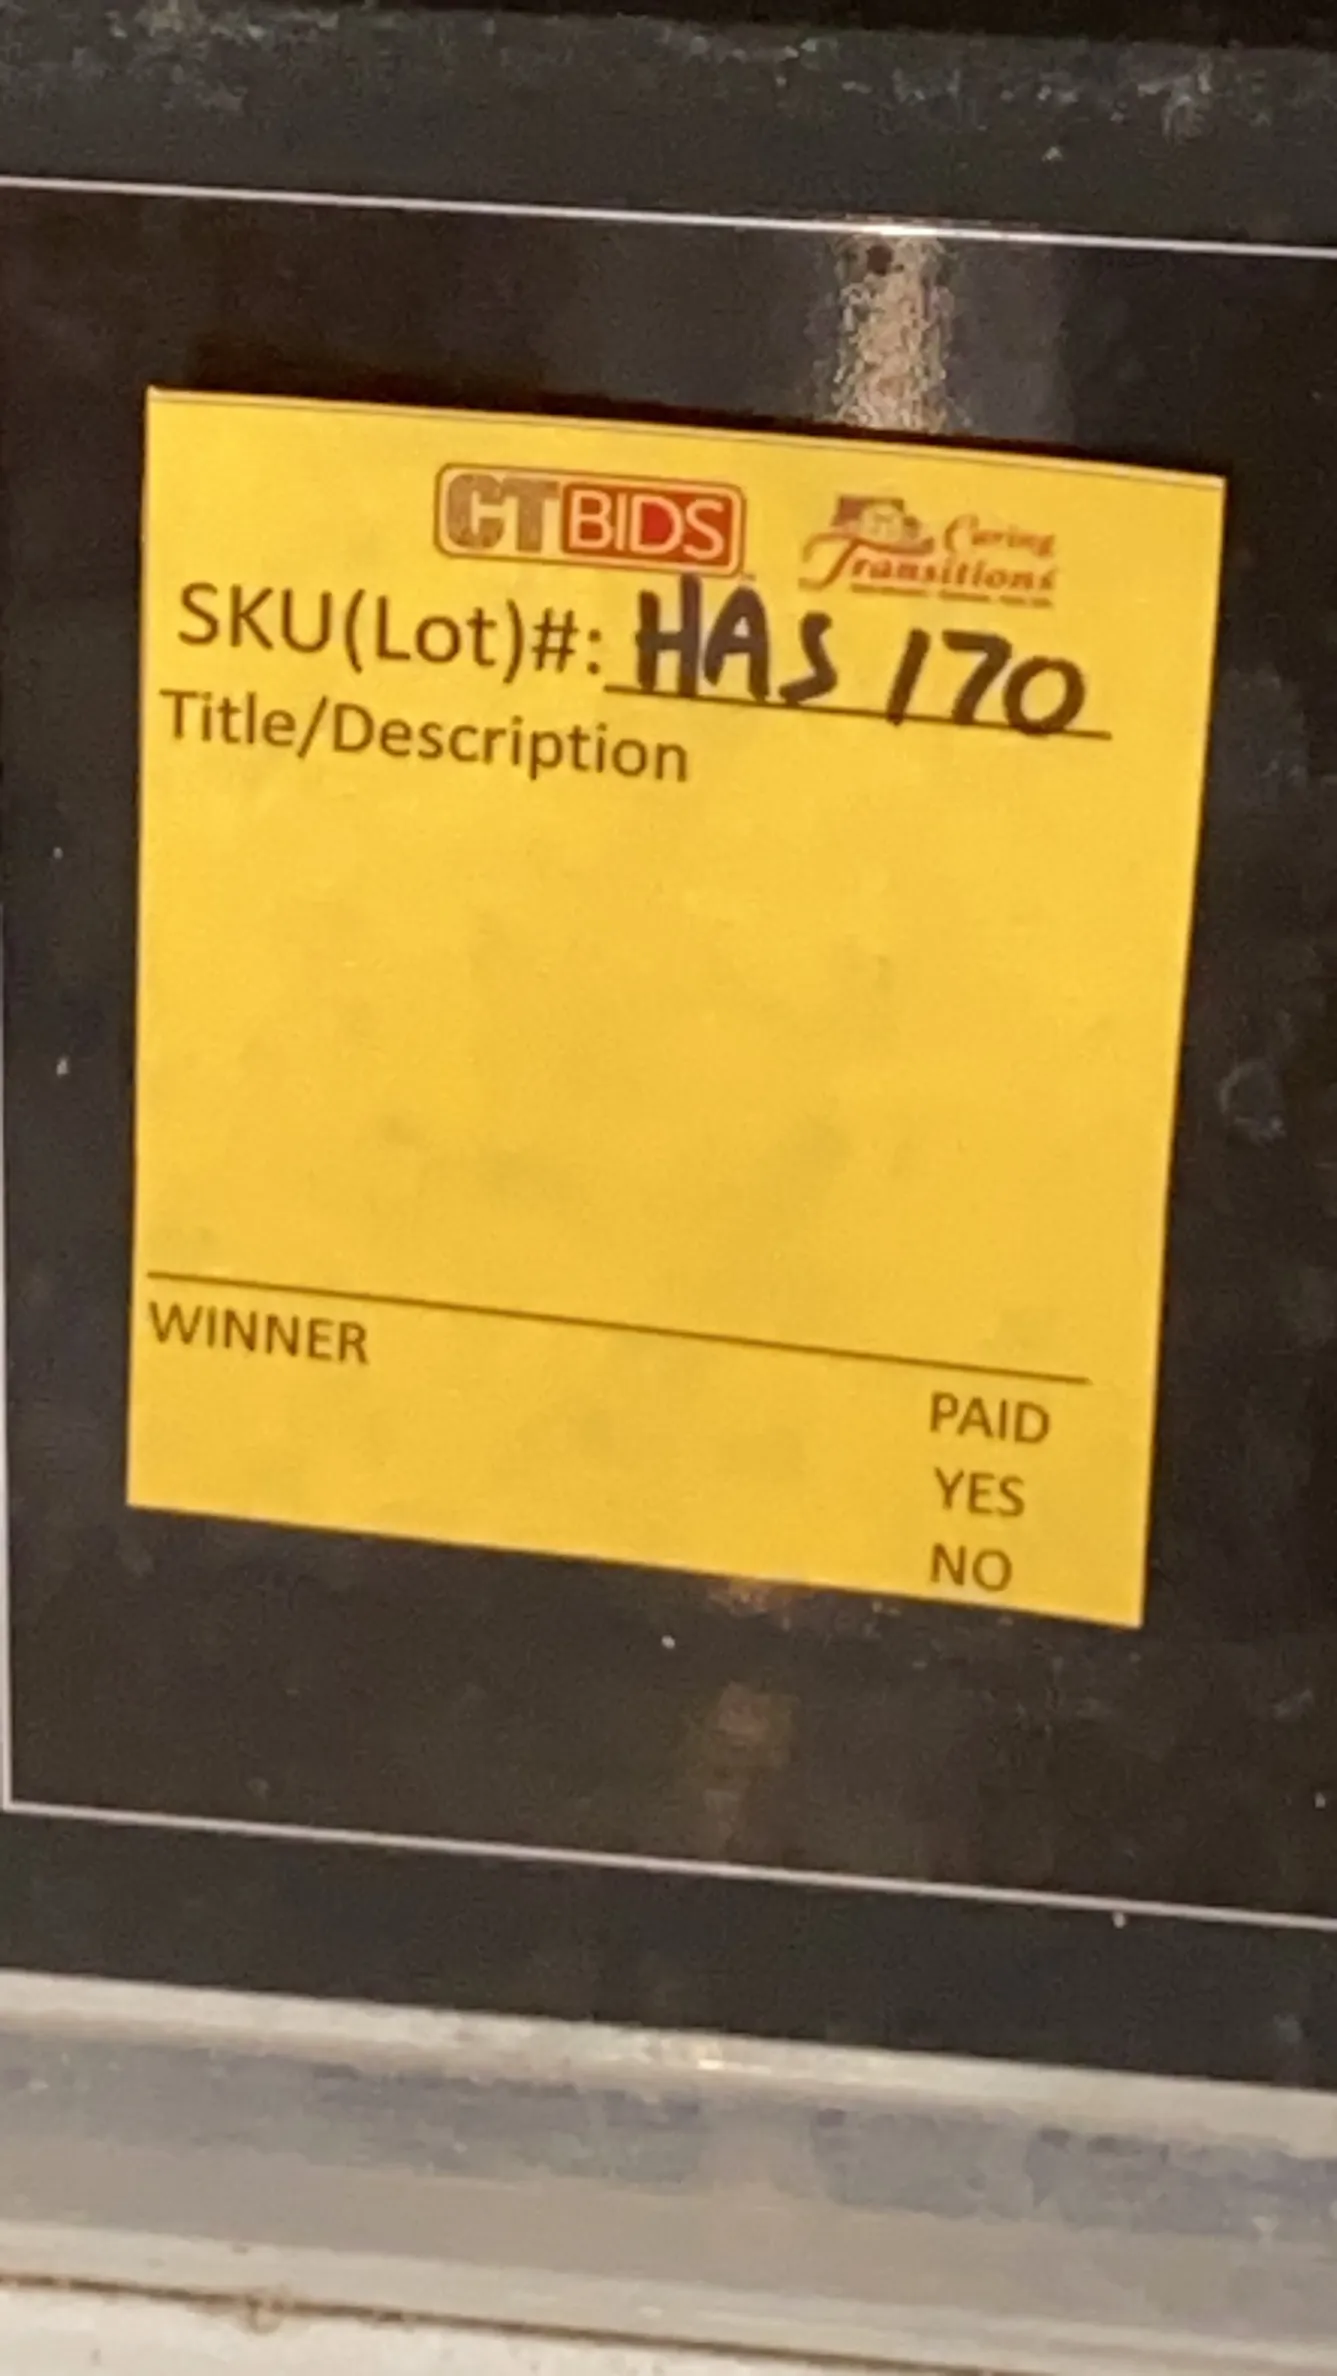 CTBIDS Caring Transitions
SKU(Lot)#: HAS 170
Title/Description
WINNER
PAID
YES
NO